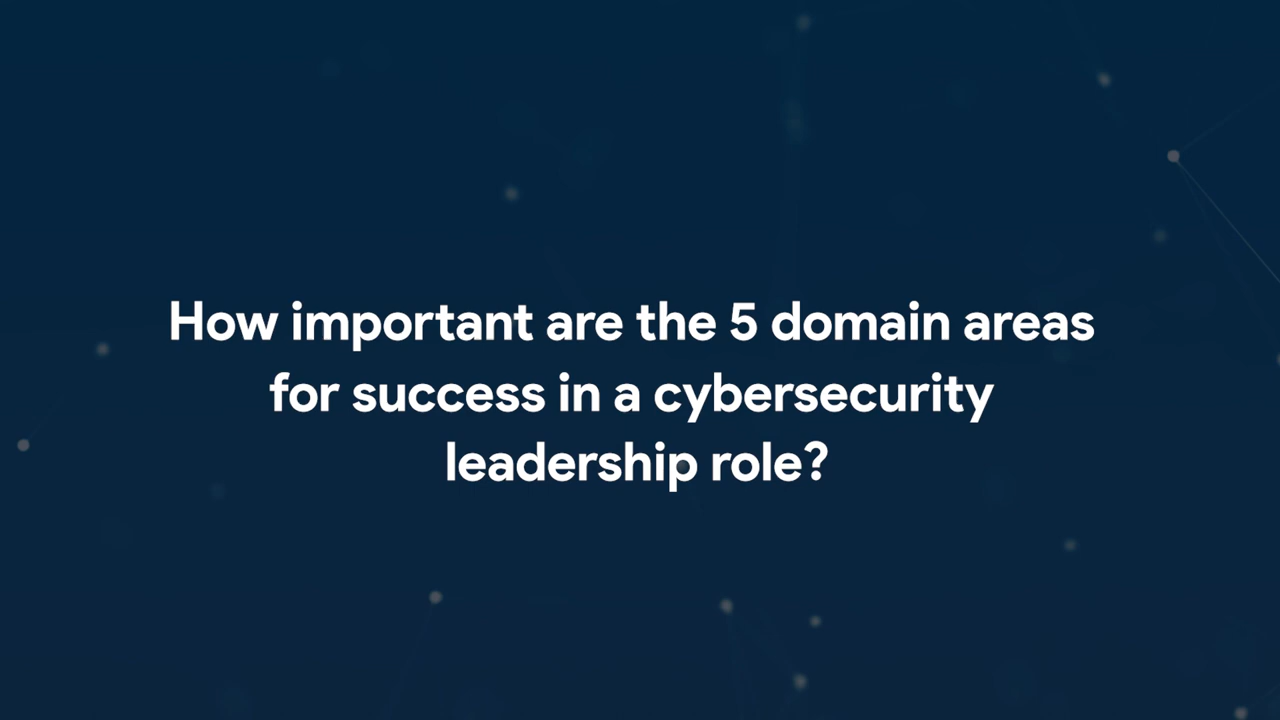 How important are the 5 domain areas
for success in a cybersecurity
leadership role?